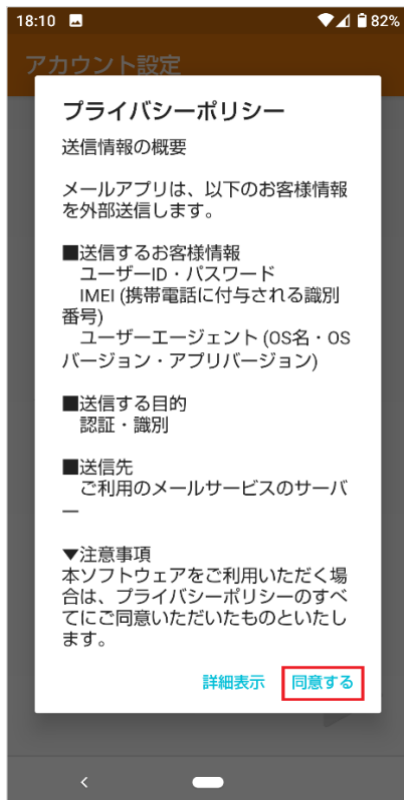 18:10
82%
アカウント設定
プライバシーポリシー
送信情報の概要
メールアプリは、以下のお客様情報
を外部送信します。
■送信するお客様情報
　ユーザーID・パスワード
　IMEI (携帯電話に付与される識別
番号)
　ユーザーエージェント (OS名・OS
バージョン・アプリバージョン)
■送信する目的
　認証・識別
■送信先
　ご利用のメールサービスのサーバ
ー
▼注意事項
本ソフトウェアをご利用いただく場
合は、プライバシーポリシーのすべ
てにご同意いただいたものといたし
ます。
詳細表示 同意する